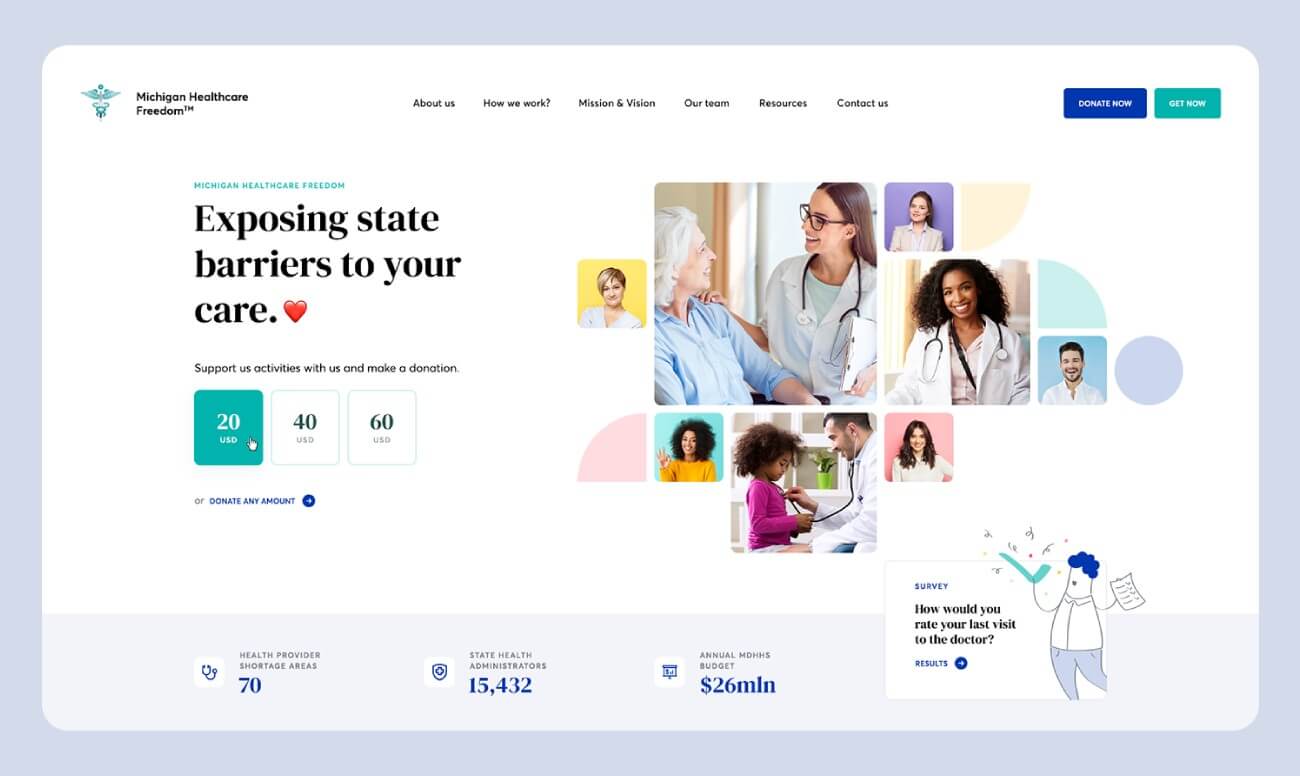 Michigan Healthcare
Freedom™
About us
How we work?
Mission & Vision
Our team
Resources
Contact us
DONATE NOW
GET NOW
MICHIGAN HEALTHCARE FREEDOM
Exposing state
barriers to your
care.❤️
Support us activities with us and make a donation.
20
USD
40
USD
60
USD
or DONATE ANY AMOUNT
SURVEY
How would you
rate your last visit
to the doctor?
RESULTS
HEALTH PROVIDER
SHORTAGE AREAS
70
STATE HEALTH
ADMINISTRATORS
15,432
ANNUAL MDHHS
BUDGET
$26mln